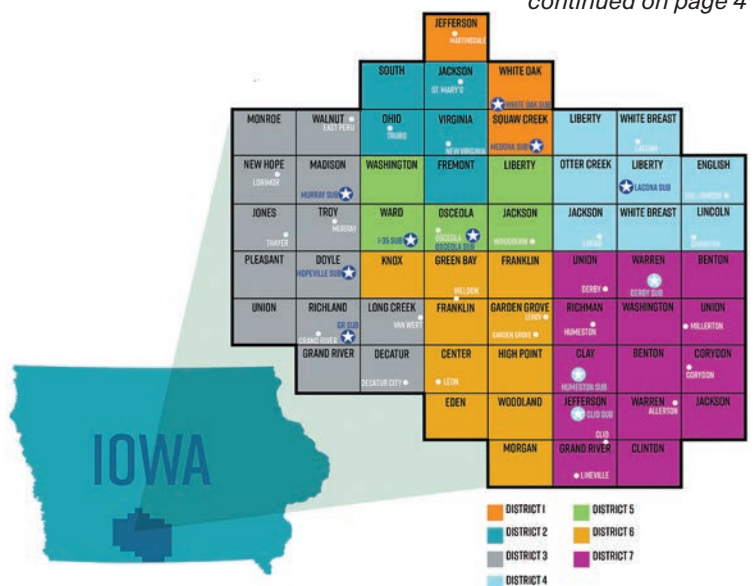 continued on page 4
JEFFERSON
MARTINSDALE
SOUTH JACKSON WHITE OAK
ST. MARY'S
WHITE OAK SUB
MONROE WALNUT OHIO VIRGINIA SQUAW CREEK LIBERTY WHITE BREAST
EAST PERU TRURO
NEW VIRGINIA MEDORA SUB LACONA
NEW HOPE MADISON WASHINGTON FREMONT LIBERTY OTTER CREEK LIBERTY ENGLISH
LORIMOR
MURRAY SUB LACONA SUB WILLIAMSON
JONES TROY WARD OSCEOLA JACKSON JACKSON WHITE BREAST LINCOLN
MURRAY OSCEOLA
THAYER I-35 SUB OSCEOLA SUB WOODBURN LUCAS CHARITON
PLEASANT DOYLE KNOX GREEN BAY FRANKLIN UNION WARREN BENTON
HOPEVILLE SUB
WELDON DERBY DERBY SUB
UNION RICHLAND LONG CREEK FRANKLIN GARDEN GROVE RICHMAN WASHINGTON UNION
GR SUB VAN WERT LEROY HUMESTON MILLERTON
GRAND RIVER GARDEN GROVE
GRAND RIVER DECATUR CENTER HIGH POINT CLAY BENTON CORYDON
CORYDON
DECATUR CITY LEON HUMESTON SUB
EDEN WOODLAND JEFFERSON WARREN JACKSON
CLIO SUB ALLERTON
CLIO
MORGAN GRAND RIVER CLINTON
LINEVILLE
IOWA
DISTRICT 1 DISTRICT 5
DISTRICT 2 DISTRICT 6
DISTRICT 3 DISTRICT 7
DISTRICT 4